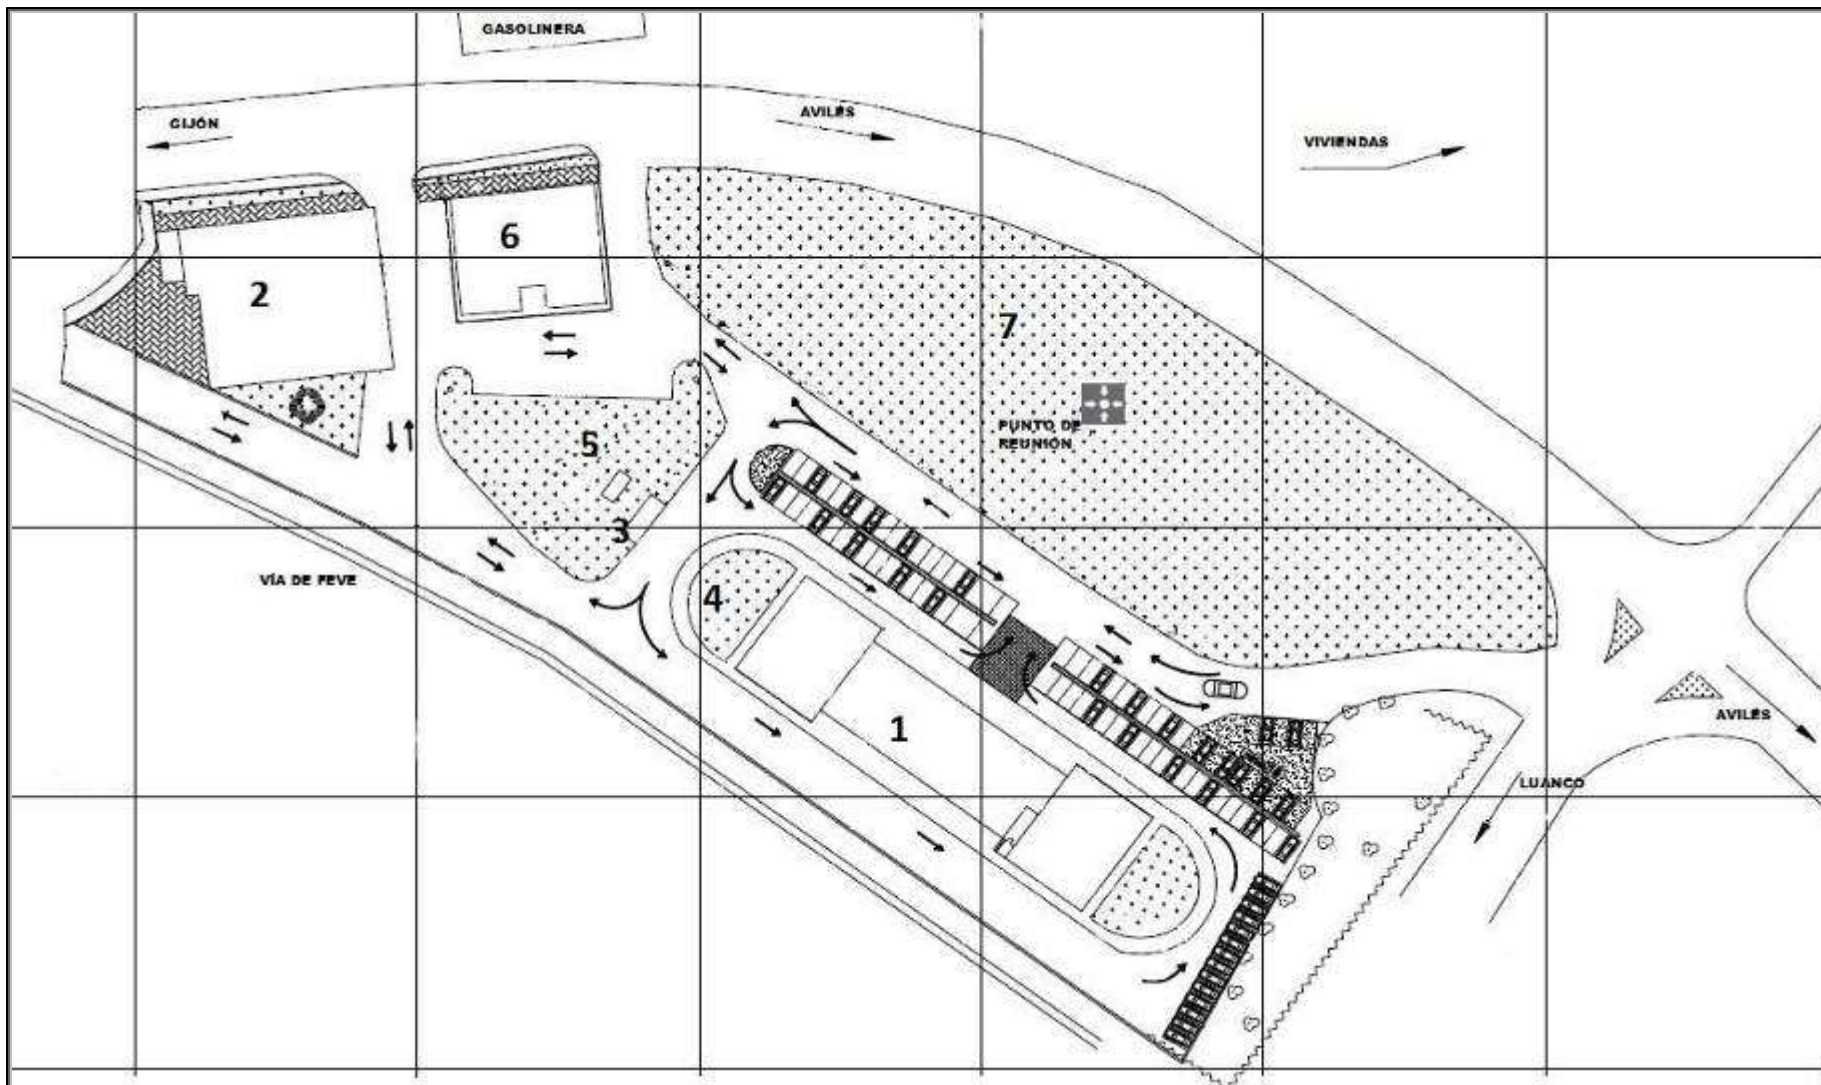 GASOLINERA
GIJÓN
AVILÉS
VIVIENDAS
6
2
7
PUNTO DE
REUNIÓN
5
3
VÍA DE FEVE
4
1
AVILÉS
LUANCO